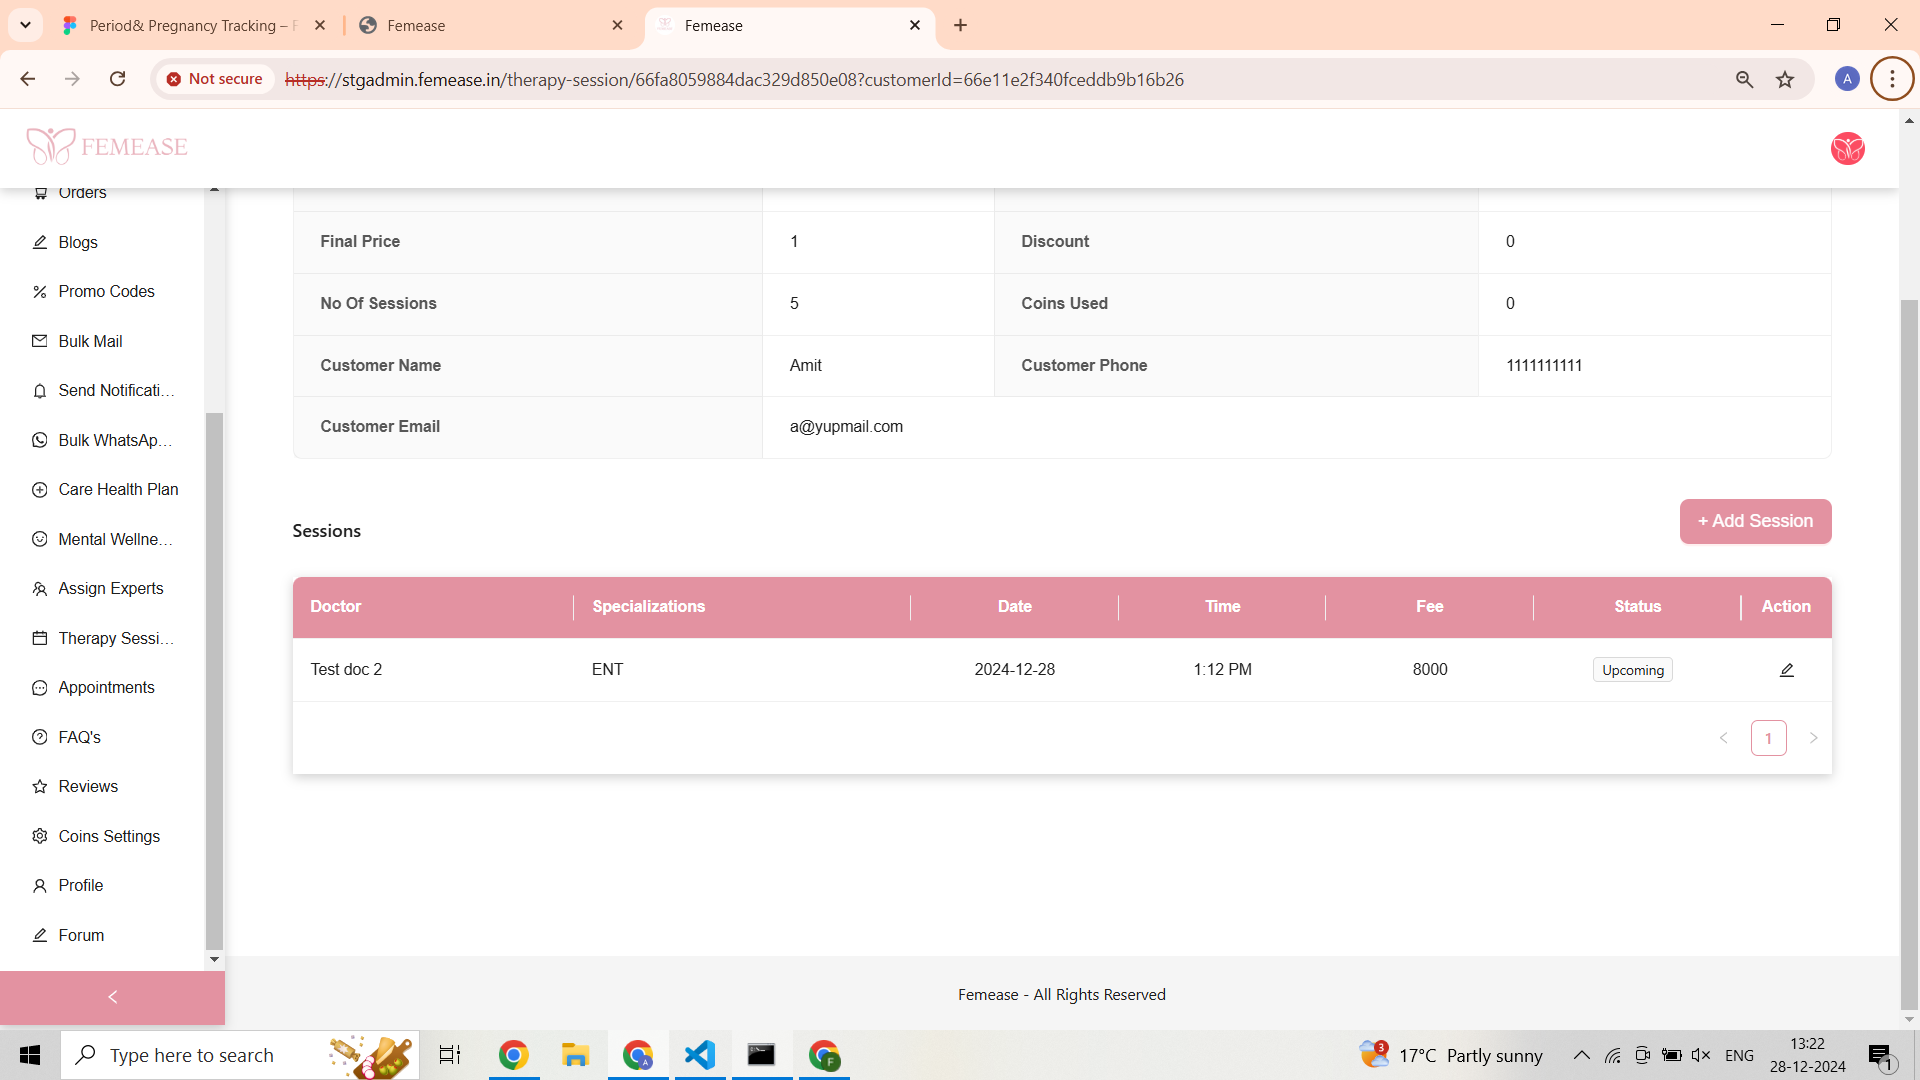 Period& Pregnancy Tracking – F
Femease
Femease
Not secure
https://stgadmin.femease.in/therapy-session/66fa8059884dac329d850e08?customerId=66e11e2f340fceddb9b16b26
A
FEMEASE
Orders
Blogs
Promo Codes
Bulk Mail
Send Notificati...
Bulk WhatsAp...
Care Health Plan
Mental Wellne...
Assign Experts
Therapy Sessi...
Appointments
FAQ's
Reviews
Coins Settings
Profile
Forum
Final Price 1 Discount 0
No Of Sessions 5 Coins Used 0
Customer Name Amit Customer Phone 1111111111
Customer Email a@yupmail.com
Sessions
+ Add Session
Doctor Specializations Date Time Fee Status Action
Test doc 2 ENT 2024-12-28 1:12 PM 8000 Upcoming
< 1 >
Femease - All Rights Reserved
Type here to search
A
F
3
17°C Partly sunny
ENG
13:22
28-12-2024
1